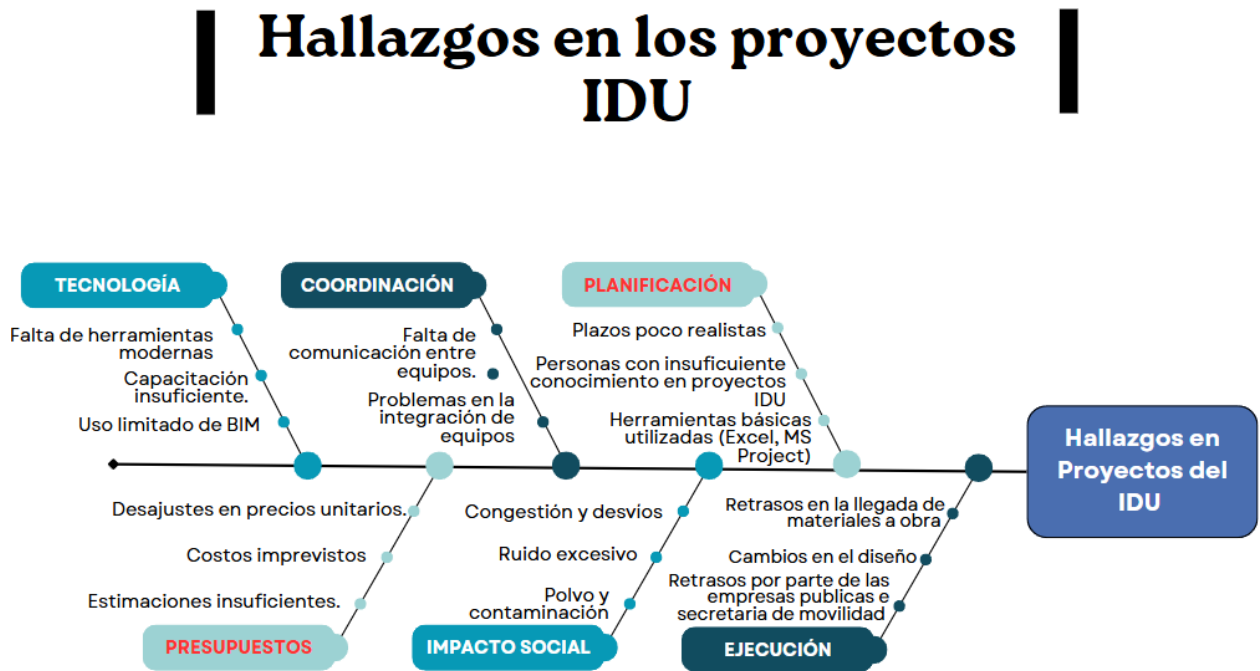 Hallazgos en los proyectos
IDU
TECNOLOGÍA
COORDINACIÓN
PLANIFICACIÓN
Falta de herramientas
modernas
Capacitación
insuficiente.
Uso limitado de BIM
Falta de
comunicación entre
equipos.
Problemas en la
integración de
equipos
Plazos poco realistas
Personas con insuficuiente
conocimiento en proyectos
IDU
Herramientas básicas
utilizadas (Excel, MS
Project)
Hallazgos en
Proyectos del
IDU
Desajustes en precios unitarios.
Costos imprevistos
Estimaciones insuficientes.
Congestión y desvíos
Ruido excesivo
Polvo y
contaminación
Retrasos en la llegada de
materiales a obra
Cambios en el diseño
Retrasos por parte de las
empresas publicas e
secretaria de movilidad
PRESUPUESTOS
IMPACTO SOCIAL
EJECUCIÓN